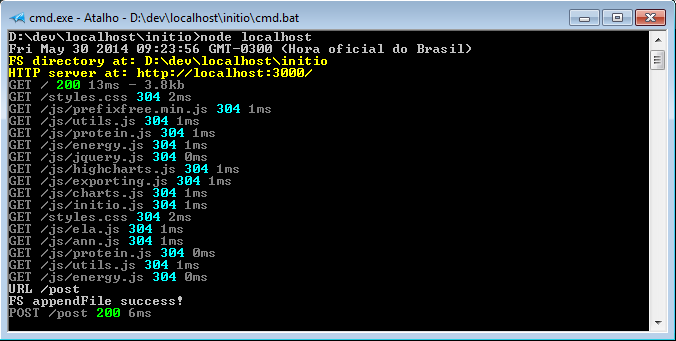 cmd.exe - Atalho - D:\dev\localhost\initio\cmd.bat
D:\dev\localhost\initio>node localhost
Fri May 30 2014 09:23:56 GMT-0300 (Hora oficial do Brasil)
FS directory at: D:\dev\localhost\initio
HTTP server at: http://localhost:3000/
GET / 200 13ms - 3.8kb
GET /styles.css 304 2ms
GET /js/prefixfree.min.js 304 1ms
GET /js/utils.js 304 1ms
GET /js/protein.js 304 1ms
GET /js/energy.js 304 1ms
GET /js/jquery.js 304 0ms
GET /js/highcharts.js 304 1ms
GET /js/exporting.js 304 1ms
GET /js/charts.js 304 1ms
GET /js/initio.js 304 1ms
GET /styles.css 304 2ms
GET /js/ela.js 304 1ms
GET /js/ann.js 304 1ms
GET /js/protein.js 304 0ms
GET /js/utils.js 304 1ms
GET /js/energy.js 304 0ms
URL /post
FS appendFile success!
POST /post 200 6ms